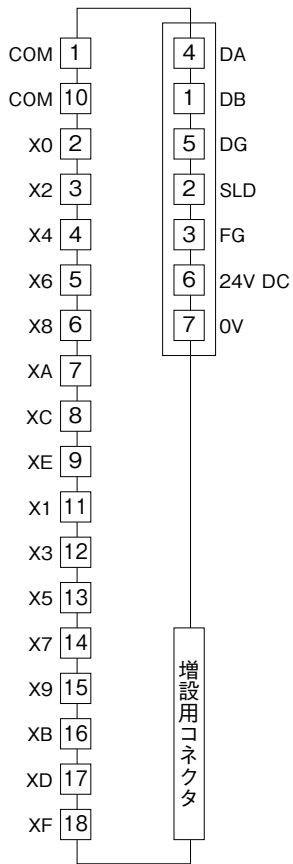 COM 1
COM 10
X0 2
X2 3
X4 4
X6 5
X8 6
XA 7
XC 8
XE 9
X1 11
X3 12
X5 13
X7 14
X9 15
XB 16
XD 17
XF 18
4 DA
1 DB
5 DG
2 SLD
3 FG
6 24V DC
7 0V
増設用コネクタ